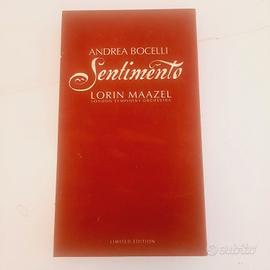 ANDREA BOCELLI
Sentimento
LORIN MAAZEL
LONDON SYMPHONY ORCHESTRA
LIMITED EDITION
subito